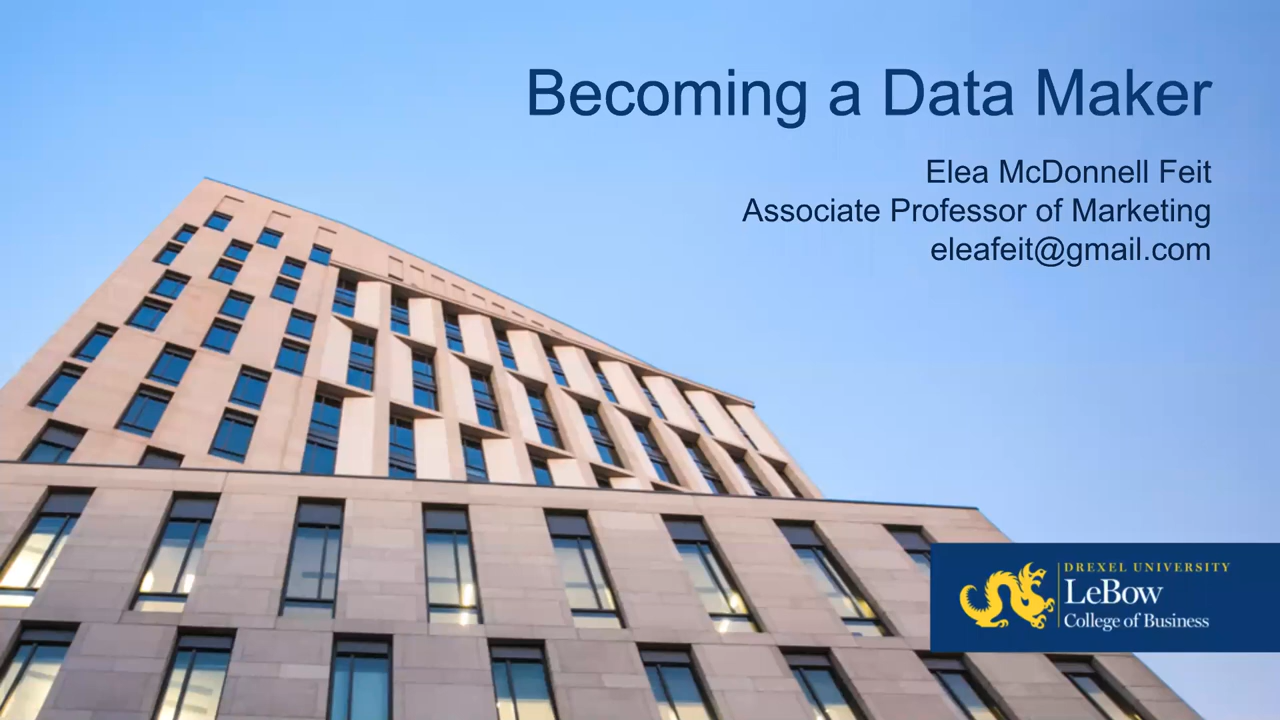 Becoming a Data Maker
Elea McDonnell Feit
Associate Professor of Marketing
eleafeit@gmail.com
DREXEL UNIVERSITY
LeBow
College of Business